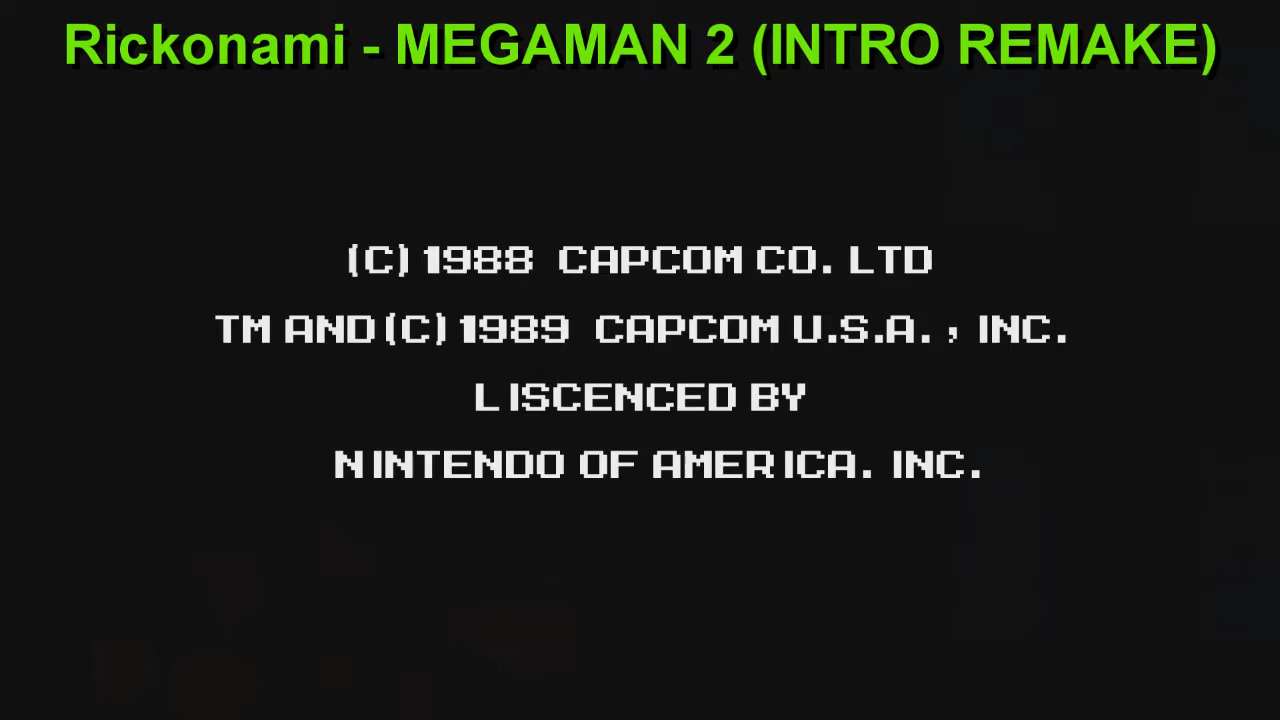 Rickonami - MEGAMAN 2 (INTRO REMAKE)
(C) 1988 CAPCOM CO. LTD
TM AND (C) 1989 CAPCOM U.S.A. , INC.
LISCENCED BY
NINTENDO OF AMERICA. INC.